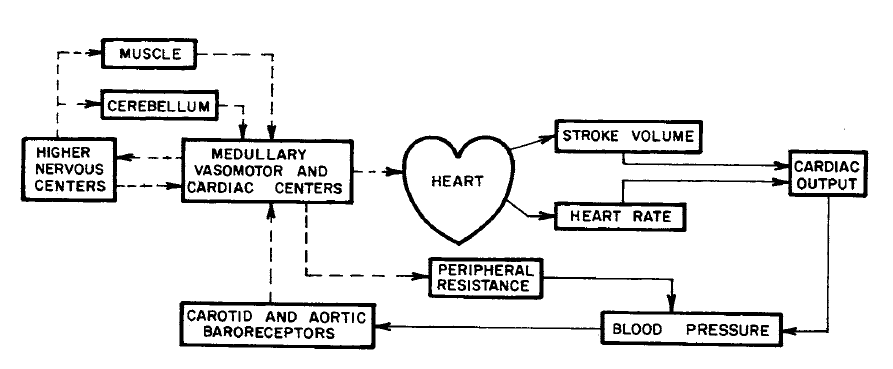 MUSCLE
CEREBELLUM
HIGHER
NERVOUS
CENTERS
MEDULLARY
VASOMOTOR AND
CARDIAC CENTERS
HEART
STROKE VOLUME
HEART RATE
CARDIAC
OUTPUT
PERIPHERAL
RESISTANCE
CAROTID AND AORTIC
BARORECEPTORS
BLOOD PRESSURE